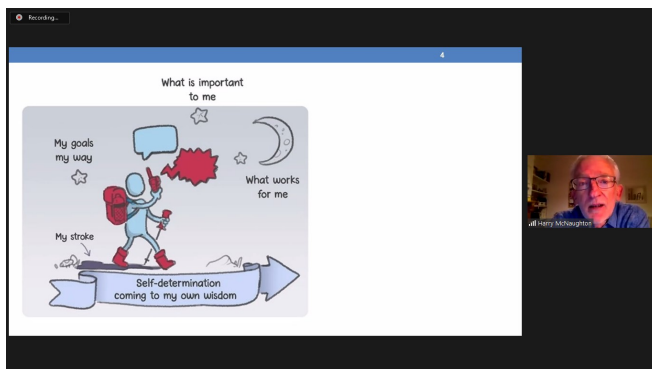 Recording...
4
What is important
to me
My goals
my way
What works
for me
My stroke
Self-determination
coming to my own wisdom
Harry McNaughton